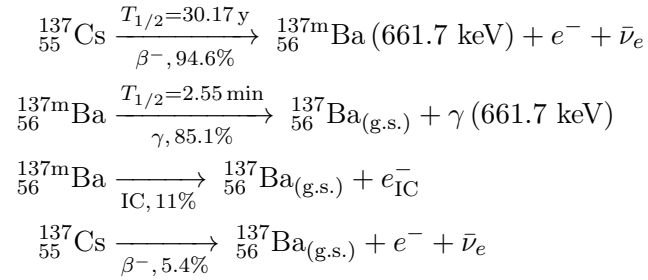 ¹³⁷₅₅Cs —T₁/₂=30.17 y / β⁻, 94.6%→ ¹³⁷ᵐ₅₆Ba (661.7 keV) + e⁻ + ν̄ₑ
¹³⁷ᵐ₅₆Ba —T₁/₂=2.55 min / γ, 85.1%→ ¹³⁷₅₆Ba(g.s.) + γ (661.7 keV)
¹³⁷ᵐ₅₆Ba —IC, 11%→ ¹³⁷₅₆Ba(g.s.) + e⁻IC
¹³⁷₅₅Cs —β⁻, 5.4%→ ¹³⁷₅₆Ba(g.s.) + e⁻ + ν̄ₑ